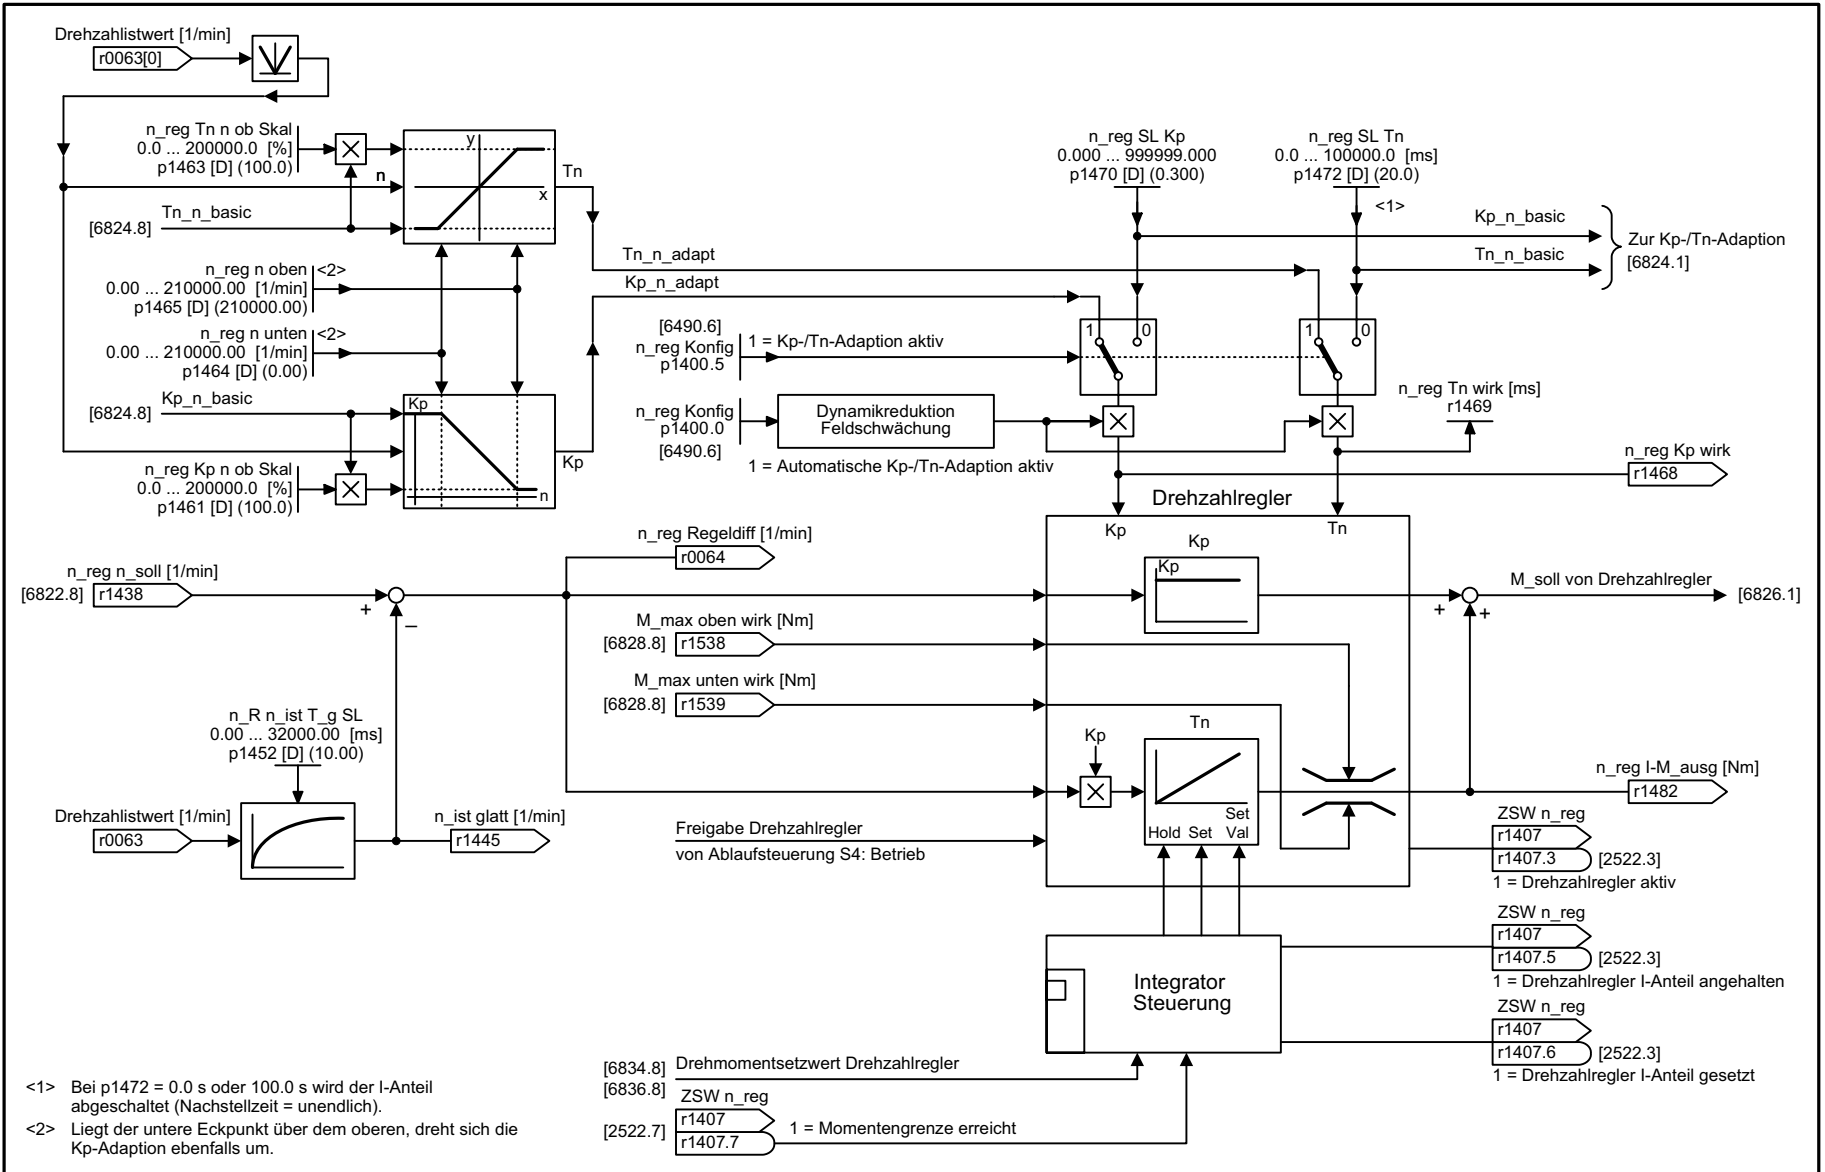 Drehzahlistwert [1/min]
r0063[0]
n_reg Tn n ob Skal
0.0 ... 200000.0 [%]
p1463 [D] (100.0)
n
y
x
Tn
[6824.8]
Tn_n_basic
n_reg n oben
<2>
0.00 ... 210000.00 [1/min]
p1465 [D] (210000.00)
n_reg n unten
<2>
0.00 ... 210000.00 [1/min]
p1464 [D] (0.00)
[6824.8]
Kp_n_basic
n_reg Kp n ob Skal
0.0 ... 200000.0 [%]
p1461 [D] (100.0)
Kp
n
Kp
Tn_n_adapt
Kp_n_adapt
n_reg SL Kp
0.000 ... 999999.000
p1470 [D] (0.300)
n_reg SL Tn
0.0 ... 100000.0 [ms]
p1472 [D] (20.0)
<1>
Kp_n_basic
Tn_n_basic
Zur Kp-/Tn-Adaption
[6824.1]
[6490.6]
n_reg Konfig
p1400.5
1 = Kp-/Tn-Adaption aktiv
1 0
1 0
n_reg Konfig
p1400.0
[6490.6]
Dynamikreduktion
Feldschwächung
1 = Automatische Kp-/Tn-Adaption aktiv
n_reg Tn wirk [ms]
r1469
n_reg Kp wirk
r1468
Drehzahlregler
Kp
Tn
n_reg Regeldiff [1/min]
r0064
n_reg n_soll [1/min]
[6822.8]
r1438
+
–
Kp
Kp
+
+
M_soll von Drehzahlregler
[6826.1]
M_max oben wirk [Nm]
[6828.8]
r1538
M_max unten wirk [Nm]
[6828.8]
r1539
n_R n_ist T_g SL
0.00 ... 32000.00 [ms]
p1452 [D] (10.00)
Drehzahlistwert [1/min]
r0063
n_ist glatt [1/min]
r1445
Kp
Tn
Hold Set
Set
Val
Freigabe Drehzahlregler
von Ablaufsteuerung S4: Betrieb
n_reg I-M_ausg [Nm]
r1482
ZSW n_reg
r1407
r1407.3
[2522.3]
1 = Drehzahlregler aktiv
Integrator
Steuerung
ZSW n_reg
r1407
r1407.5
[2522.3]
1 = Drehzahlregler I-Anteil angehalten
ZSW n_reg
r1407
r1407.6
[2522.3]
1 = Drehzahlregler I-Anteil gesetzt
[6834.8]
[6836.8]
Drehmomentsetzwert Drehzahlregler
ZSW n_reg
r1407
[2522.7]
r1407.7
1 = Momentengrenze erreicht
<1> Bei p1472 = 0.0 s oder 100.0 s wird der I-Anteil
abgeschaltet (Nachstellzeit = unendlich).
<2> Liegt der untere Eckpunkt über dem oberen, dreht sich die
Kp-Adaption ebenfalls um.